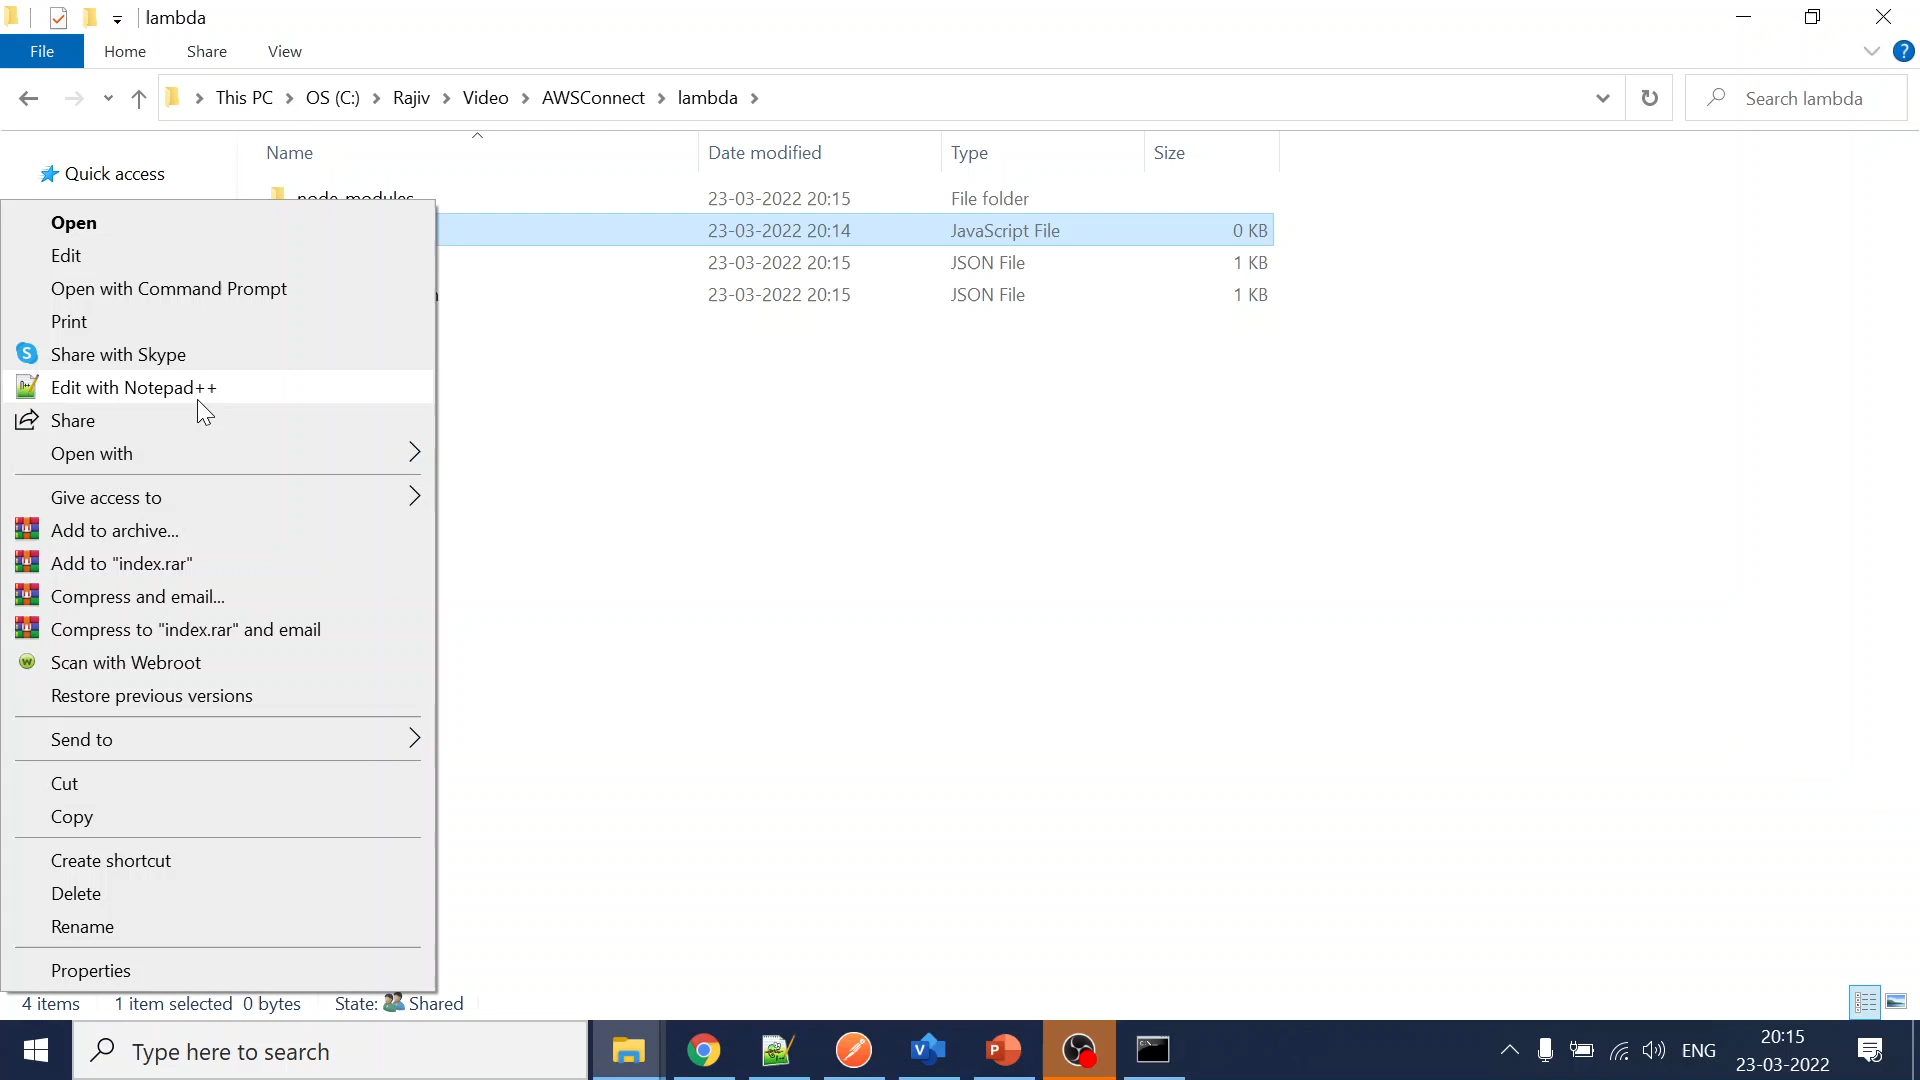 lambda
File Home Share View
This PC OS (C:) Rajiv Video AWSConnect lambda Search lambda
Name Date modified Type Size
Quick access
node_modules 23-03-2022 20:15 File folder
23-03-2022 20:14 JavaScript File 0 KB
23-03-2022 20:15 JSON File 1 KB
23-03-2022 20:15 JSON File 1 KB
Open
Edit
Open with Command Prompt
Print
Share with Skype
Edit with Notepad++
Share
Open with
Give access to
Add to archive...
Add to "index.rar"
Compress and email...
Compress to "index.rar" and email
Scan with Webroot
Restore previous versions
Send to
Cut
Copy
Create shortcut
Delete
Rename
Properties
4 items 1 item selected 0 bytes State: Shared
Type here to search
ENG
20:15
23-03-2022